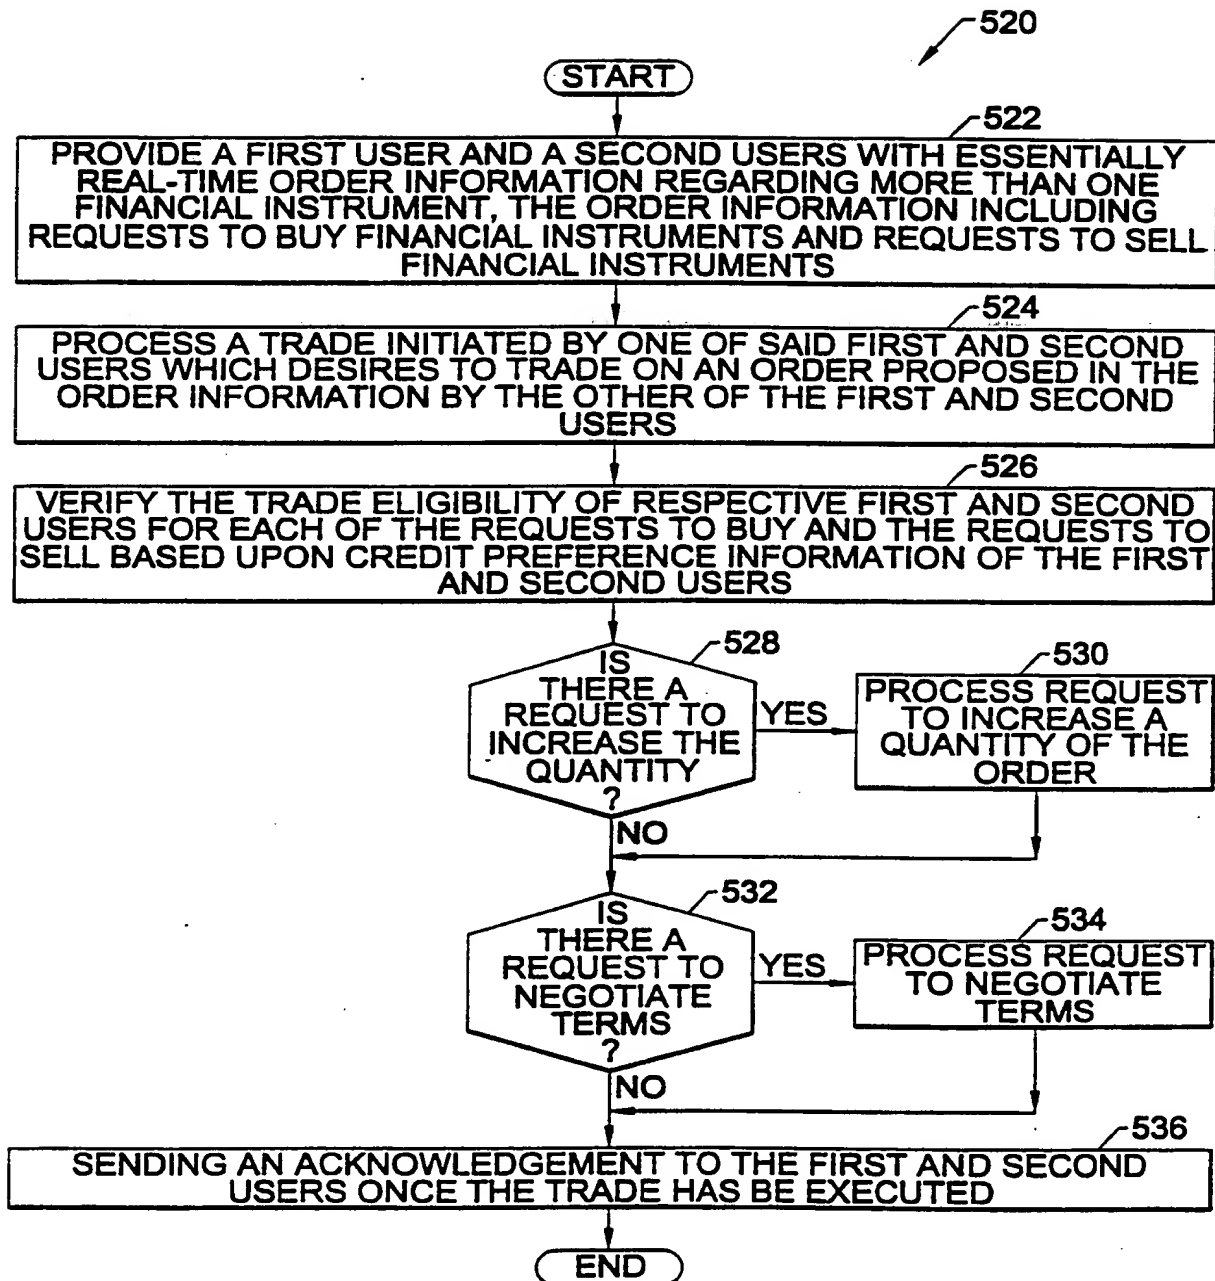 520
START
522
PROVIDE A FIRST USER AND A SECOND USERS WITH ESSENTIALLY
REAL-TIME ORDER INFORMATION REGARDING MORE THAN ONE
FINANCIAL INSTRUMENT, THE ORDER INFORMATION INCLUDING
REQUESTS TO BUY FINANCIAL INSTRUMENTS AND REQUESTS TO SELL
FINANCIAL INSTRUMENTS
524
PROCESS A TRADE INITIATED BY ONE OF SAID FIRST AND SECOND
USERS WHICH DESIRES TO TRADE ON AN ORDER PROPOSED IN THE
ORDER INFORMATION BY THE OTHER OF THE FIRST AND SECOND
USERS
526
VERIFY THE TRADE ELIGIBILITY OF RESPECTIVE FIRST AND SECOND
USERS FOR EACH OF THE REQUESTS TO BUY AND THE REQUESTS TO
SELL BASED UPON CREDIT PREFERENCE INFORMATION OF THE FIRST
AND SECOND USERS
528
IS
THERE A
REQUEST TO
INCREASE THE
QUANTITY
?
YES
530
PROCESS REQUEST
TO INCREASE A
QUANTITY OF THE
ORDER
NO
532
IS
THERE A
REQUEST TO
NEGOTIATE
TERMS
?
YES
534
PROCESS REQUEST
TO NEGOTIATE
TERMS
NO
536
SENDING AN ACKNOWLEDGEMENT TO THE FIRST AND SECOND
USERS ONCE THE TRADE HAS BE EXECUTED
END